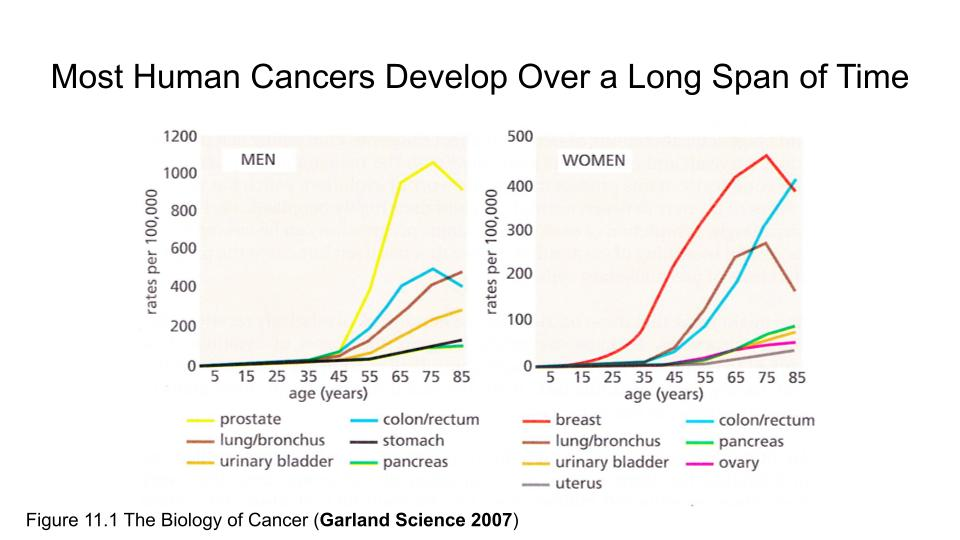 Most Human Cancers Develop Over a Long Span of Time
1200
1000
800
600
400
200
0
rates per 100,000
MEN
5 15 25 35 45 55 65 75 85
age (years)
prostate
lung/bronchus
urinary bladder
colon/rectum
stomach
pancreas
500
400
300
200
100
0
rates per 100,000
WOMEN
5 15 25 35 45 55 65 75 85
age (years)
breast
lung/bronchus
urinary bladder
uterus
colon/rectum
pancreas
ovary
Figure 11.1 The Biology of Cancer (Garland Science 2007)